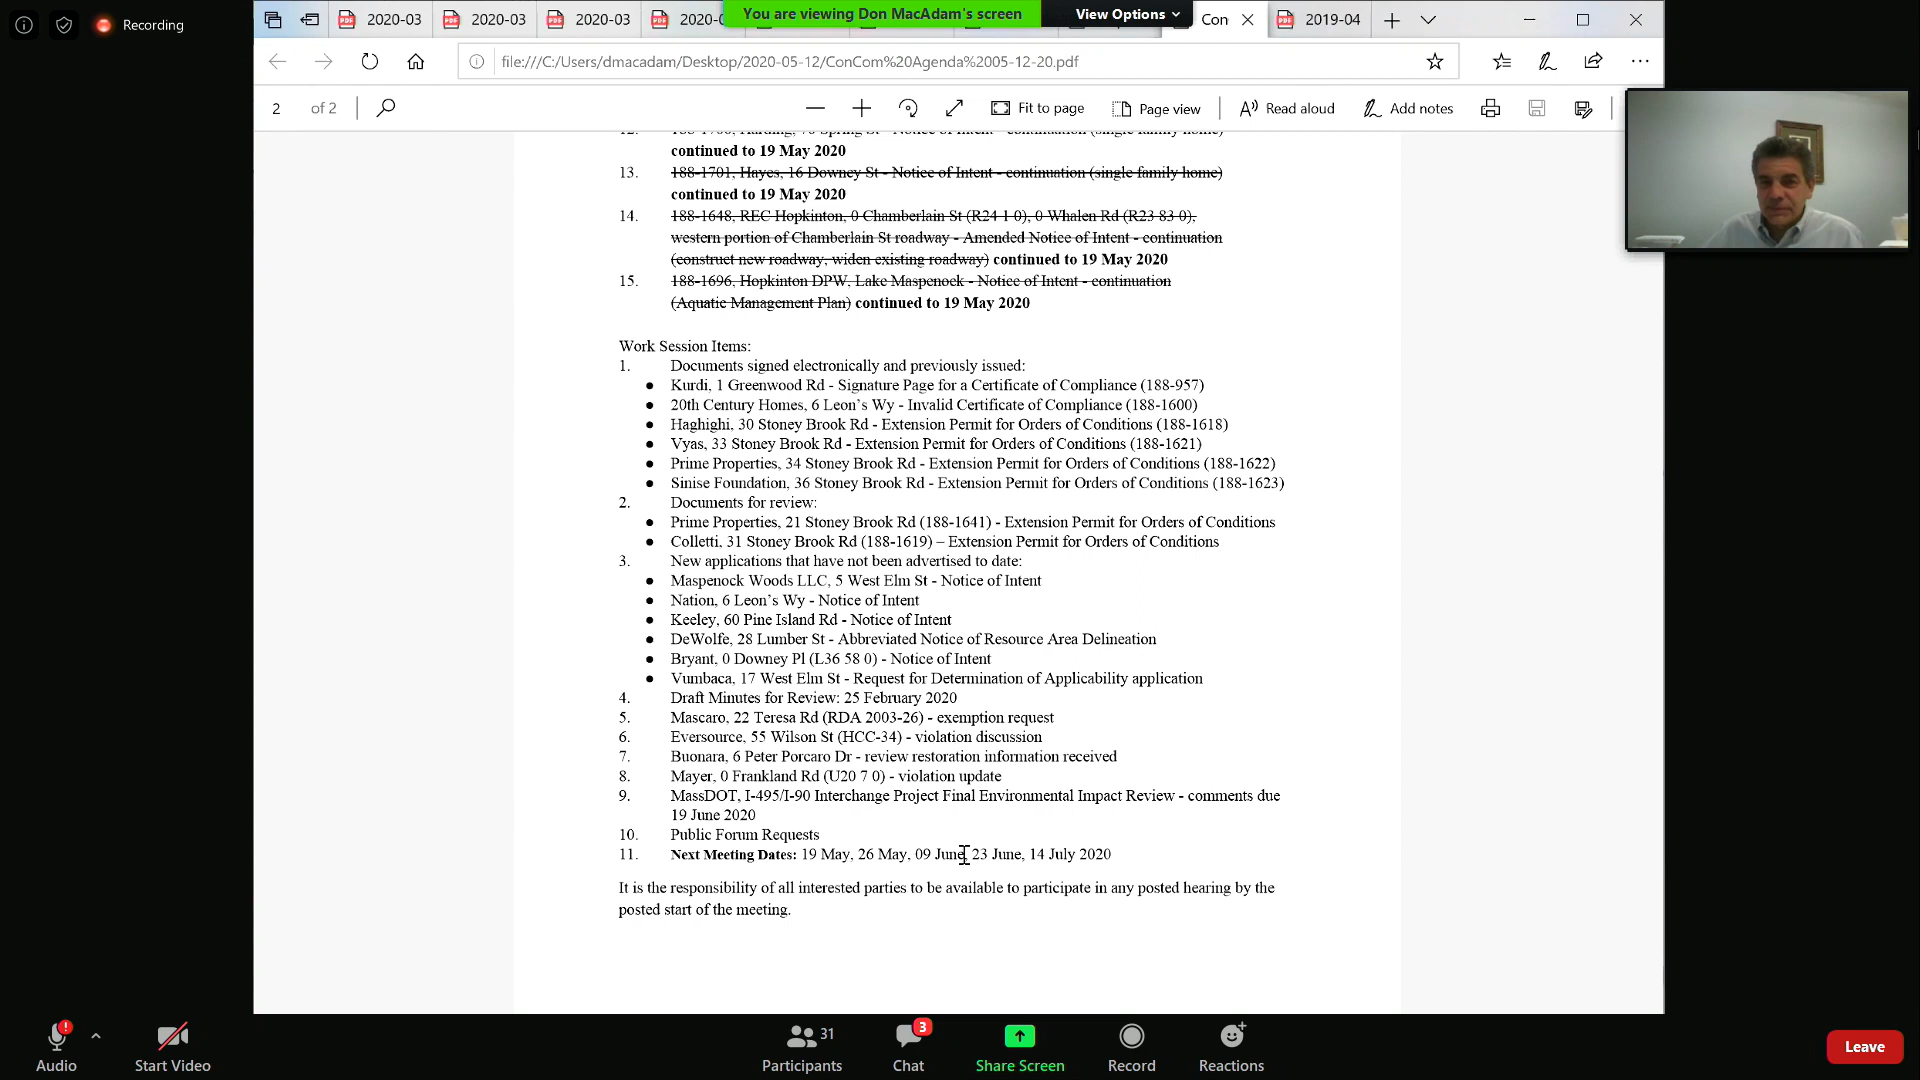 Recording
2020-03
2020-03
2020-03
2020-0
You are viewing Don MacAdam's screen
View Options
Con
2019-04
file:///C:/Users/dmacadam/Desktop/2020-05-12/ConCom%20Agenda%2005-12-20.pdf
2 of 2
Fit to page
Page view
Read aloud
Add notes
continued to 19 May 2020
13. 188-1701, Hayes, 16 Downey St - Notice of Intent - continuation (single family home)
continued to 19 May 2020
14. 188-1648, REC Hopkinton, 0 Chamberlain St (R24 1 0), 0 Whalen Rd (R23 83 0),
western portion of Chamberlain St roadway - Amended Notice of Intent - continuation
(construct new roadway, widen existing roadway) continued to 19 May 2020
15. 188-1696, Hopkinton DPW, Lake Maspenock - Notice of Intent - continuation
(Aquatic Management Plan) continued to 19 May 2020
Work Session Items:
1. Documents signed electronically and previously issued:
● Kurdi, 1 Greenwood Rd - Signature Page for a Certificate of Compliance (188-957)
● 20th Century Homes, 6 Leon’s Wy - Invalid Certificate of Compliance (188-1600)
● Haghighi, 30 Stoney Brook Rd - Extension Permit for Orders of Conditions (188-1618)
● Vyas, 33 Stoney Brook Rd - Extension Permit for Orders of Conditions (188-1621)
● Prime Properties, 34 Stoney Brook Rd - Extension Permit for Orders of Conditions (188-1622)
● Sinise Foundation, 36 Stoney Brook Rd - Extension Permit for Orders of Conditions (188-1623)
2. Documents for review:
● Prime Properties, 21 Stoney Brook Rd (188-1641) - Extension Permit for Orders of Conditions
● Colletti, 31 Stoney Brook Rd (188-1619) – Extension Permit for Orders of Conditions
3. New applications that have not been advertised to date:
● Maspenock Woods LLC, 5 West Elm St - Notice of Intent
● Nation, 6 Leon’s Wy - Notice of Intent
● Keeley, 60 Pine Island Rd - Notice of Intent
● DeWolfe, 28 Lumber St - Abbreviated Notice of Resource Area Delineation
● Bryant, 0 Downey Pl (L36 58 0) - Notice of Intent
● Vumbaca, 17 West Elm St - Request for Determination of Applicability application
4. Draft Minutes for Review: 25 February 2020
5. Mascaro, 22 Teresa Rd (RDA 2003-26) - exemption request
6. Eversource, 55 Wilson St (HCC-34) - violation discussion
7. Buonara, 6 Peter Porcaro Dr - review restoration information received
8. Mayer, 0 Frankland Rd (U20 7 0) - violation update
9. MassDOT, I-495/I-90 Interchange Project Final Environmental Impact Review - comments due
19 June 2020
10. Public Forum Requests
11. Next Meeting Dates: 19 May, 26 May, 09 June, 23 June, 14 July 2020
It is the responsibility of all interested parties to be available to participate in any posted hearing by the
posted start of the meeting.
Audio
Start Video
31
Participants
3
Chat
Share Screen
Record
Reactions
Leave